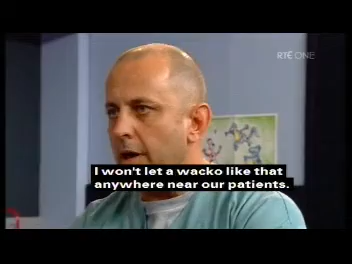 RTÉ ONE
I won't let a wacko like that
anywhere near our patients.